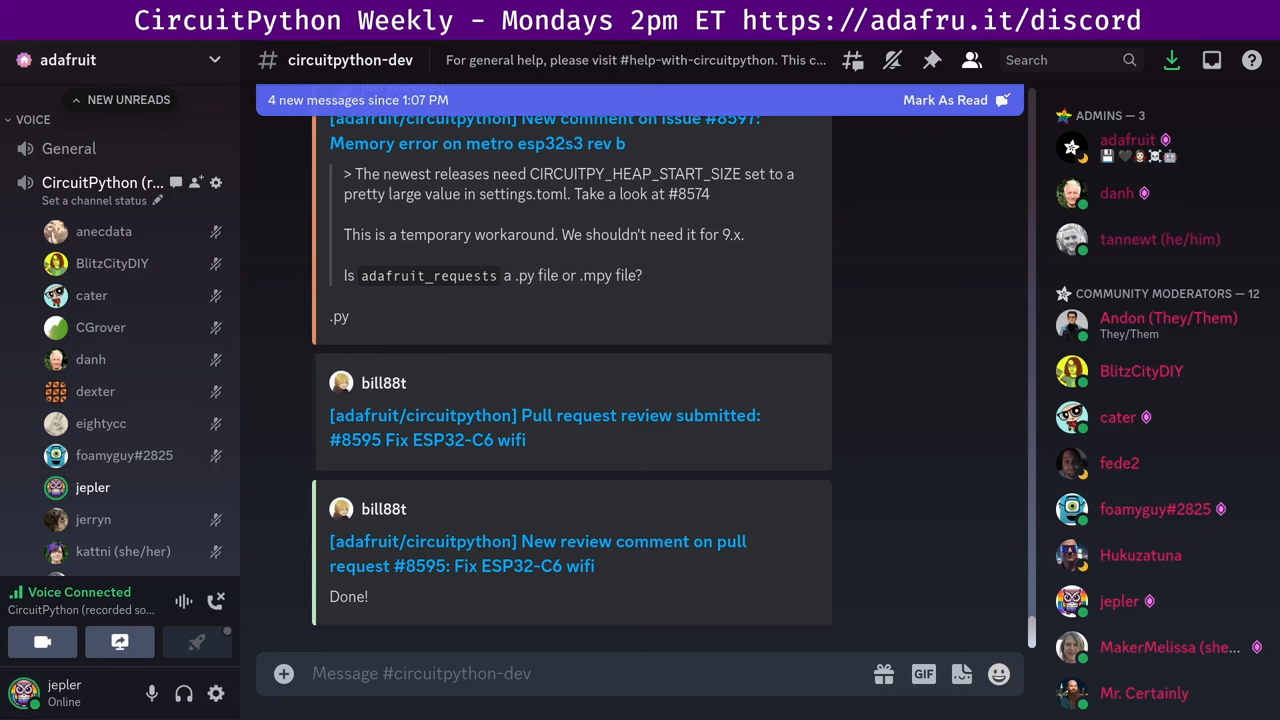 CircuitPython Weekly - Mondays 2pm ET https://adafru.it/discord
adafruit
NEW UNREADS
VOICE
General
CircuitPython (r...
Set a channel status
anecdata
BlitzCityDIY
cater
CGrover
danh
dexter
eightycc
foamyguy#2825
jepler
jerryn
kattni (she/her)
Voice Connected
CircuitPython (recorded so...
jepler
Online
# circuitpython-dev
For general help, please visit #help-with-circuitpython. This c...
Search
4 new messages since 1:07 PM
Mark As Read
[adafruit/circuitpython] New comment on issue #8597:
Memory error on metro esp32s3 rev b
> The newest releases need CIRCUITPY_HEAP_START_SIZE set to a
pretty large value in settings.toml. Take a look at #8574
This is a temporary workaround. We shouldn't need it for 9.x.
Is adafruit_requests a .py file or .mpy file?
.py
bill88t
[adafruit/circuitpython] Pull request review submitted:
#8595 Fix ESP32-C6 wifi
bill88t
[adafruit/circuitpython] New review comment on pull
request #8595: Fix ESP32-C6 wifi
Done!
Message #circuitpython-dev
GIF
ADMINS — 3
adafruit
danh
tannewt (he/him)
COMMUNITY MODERATORS — 12
Andon (They/Them)
They/Them
BlitzCityDIY
cater
fede2
foamyguy#2825
Hukuzatuna
jepler
MakerMelissa (she...
Mr. Certainly